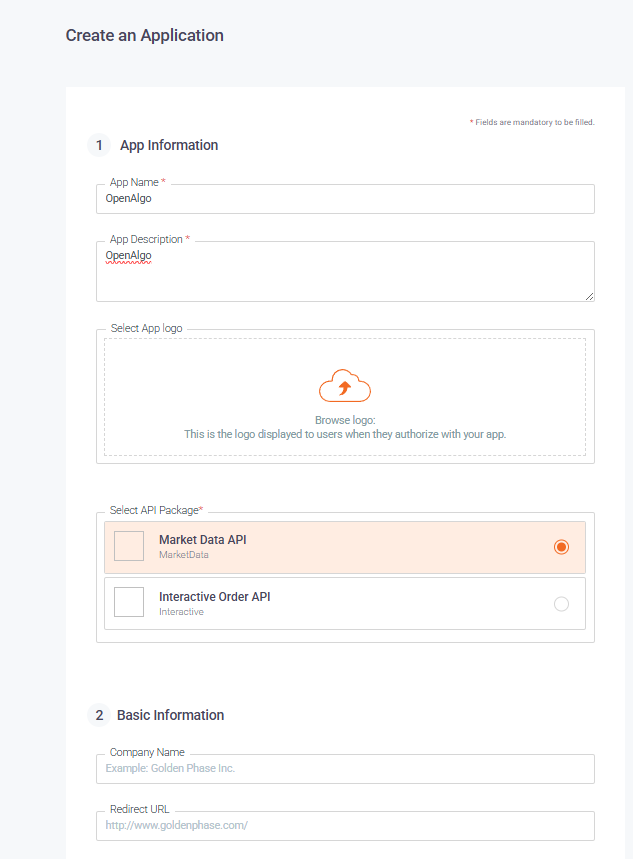 Create an Application
* Fields are mandatory to be filled.
1 App Information
App Name *
OpenAlgo
App Description *
OpenAlgo
Select App logo
Browse logo:
This is the logo displayed to users when they authorize with your app.
Select API Package*
Market Data API
MarketData
Interactive Order API
Interactive
2 Basic Information
Company Name
Example: Golden Phase Inc.
Redirect URL
http://www.goldenphase.com/